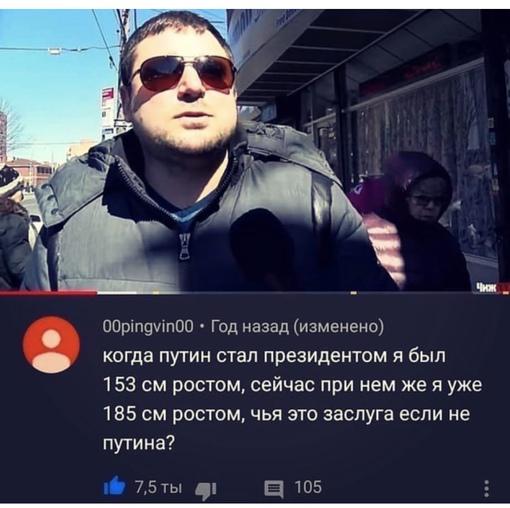 Чиж
00pingvin00 • Год назад (изменено)
когда путин стал президентом я был
153 см ростом, сейчас при нем же я уже
185 см ростом, чья это заслуга если не
путина?
7,5 ты
105